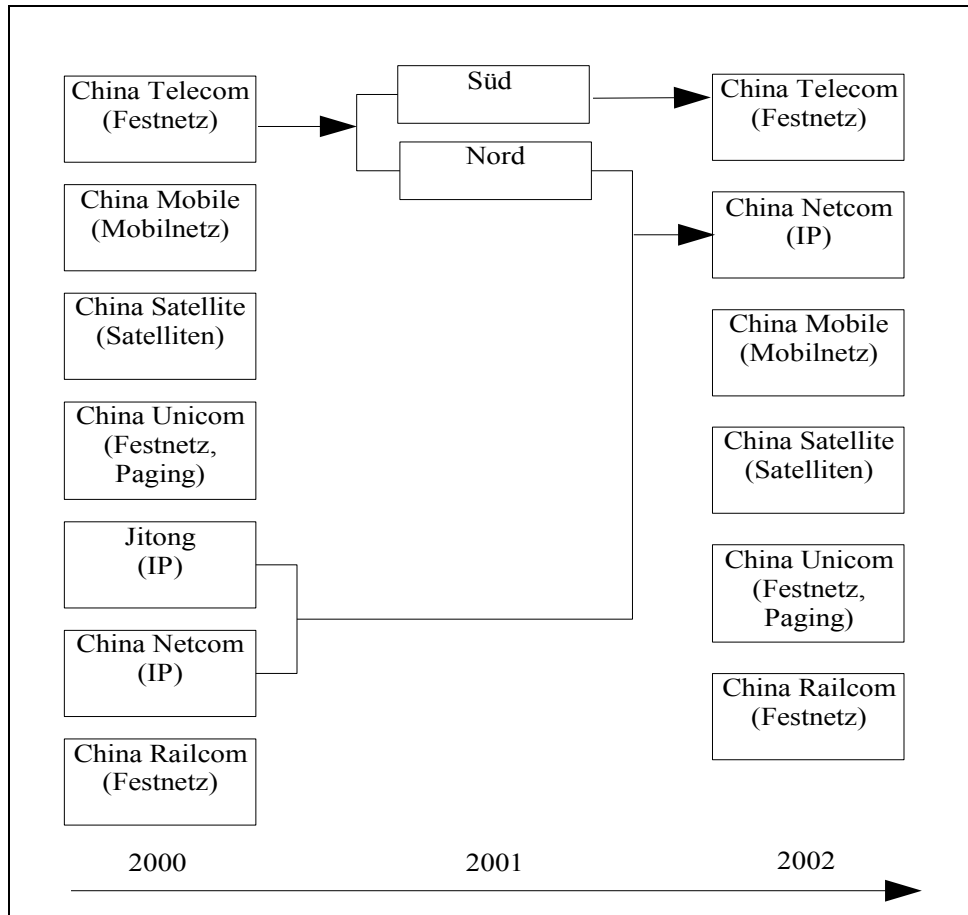 China Telecom
(Festnetz)
China Mobile
(Mobilnetz)
China Satellite
(Satelliten)
China Unicom
(Festnetz,
Paging)
Jitong
(IP)
China Netcom
(IP)
China Railcom
(Festnetz)
Süd
Nord
China Telecom
(Festnetz)
China Netcom
(IP)
China Mobile
(Mobilnetz)
China Satellite
(Satelliten)
China Unicom
(Festnetz,
Paging)
China Railcom
(Festnetz)
2000
2001
2002